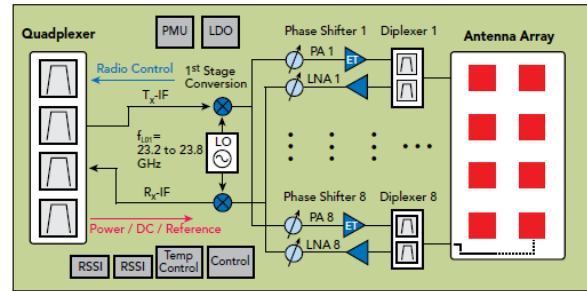 Quadplexer
PMU
LDO
Phase Shifter 1
Diplexer 1
Antenna Array
PA 1
ET
Radio Control
1st Stage
Conversion
LNA 1
TX-IF
fLO1=
23.2 to 23.8
GHz
LO
RX-IF
Phase Shifter 8
Diplexer 8
PA 8
ET
Power / DC / Reference
LNA 8
RSSI
RSSI
Temp
Control
Control